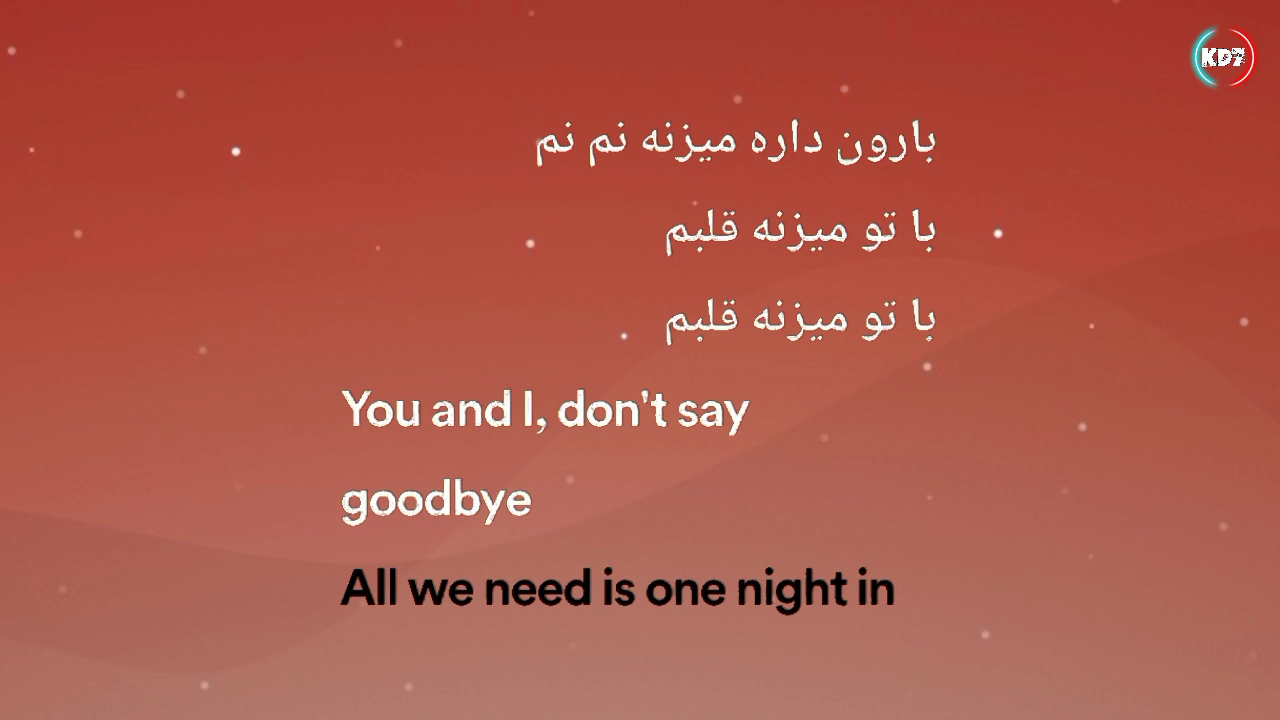 KD7
بارون داره میزنه نم نم
با تو میزنه قلبم
با تو میزنه قلبم
You and I, don't say
goodbye
All we need is one night in